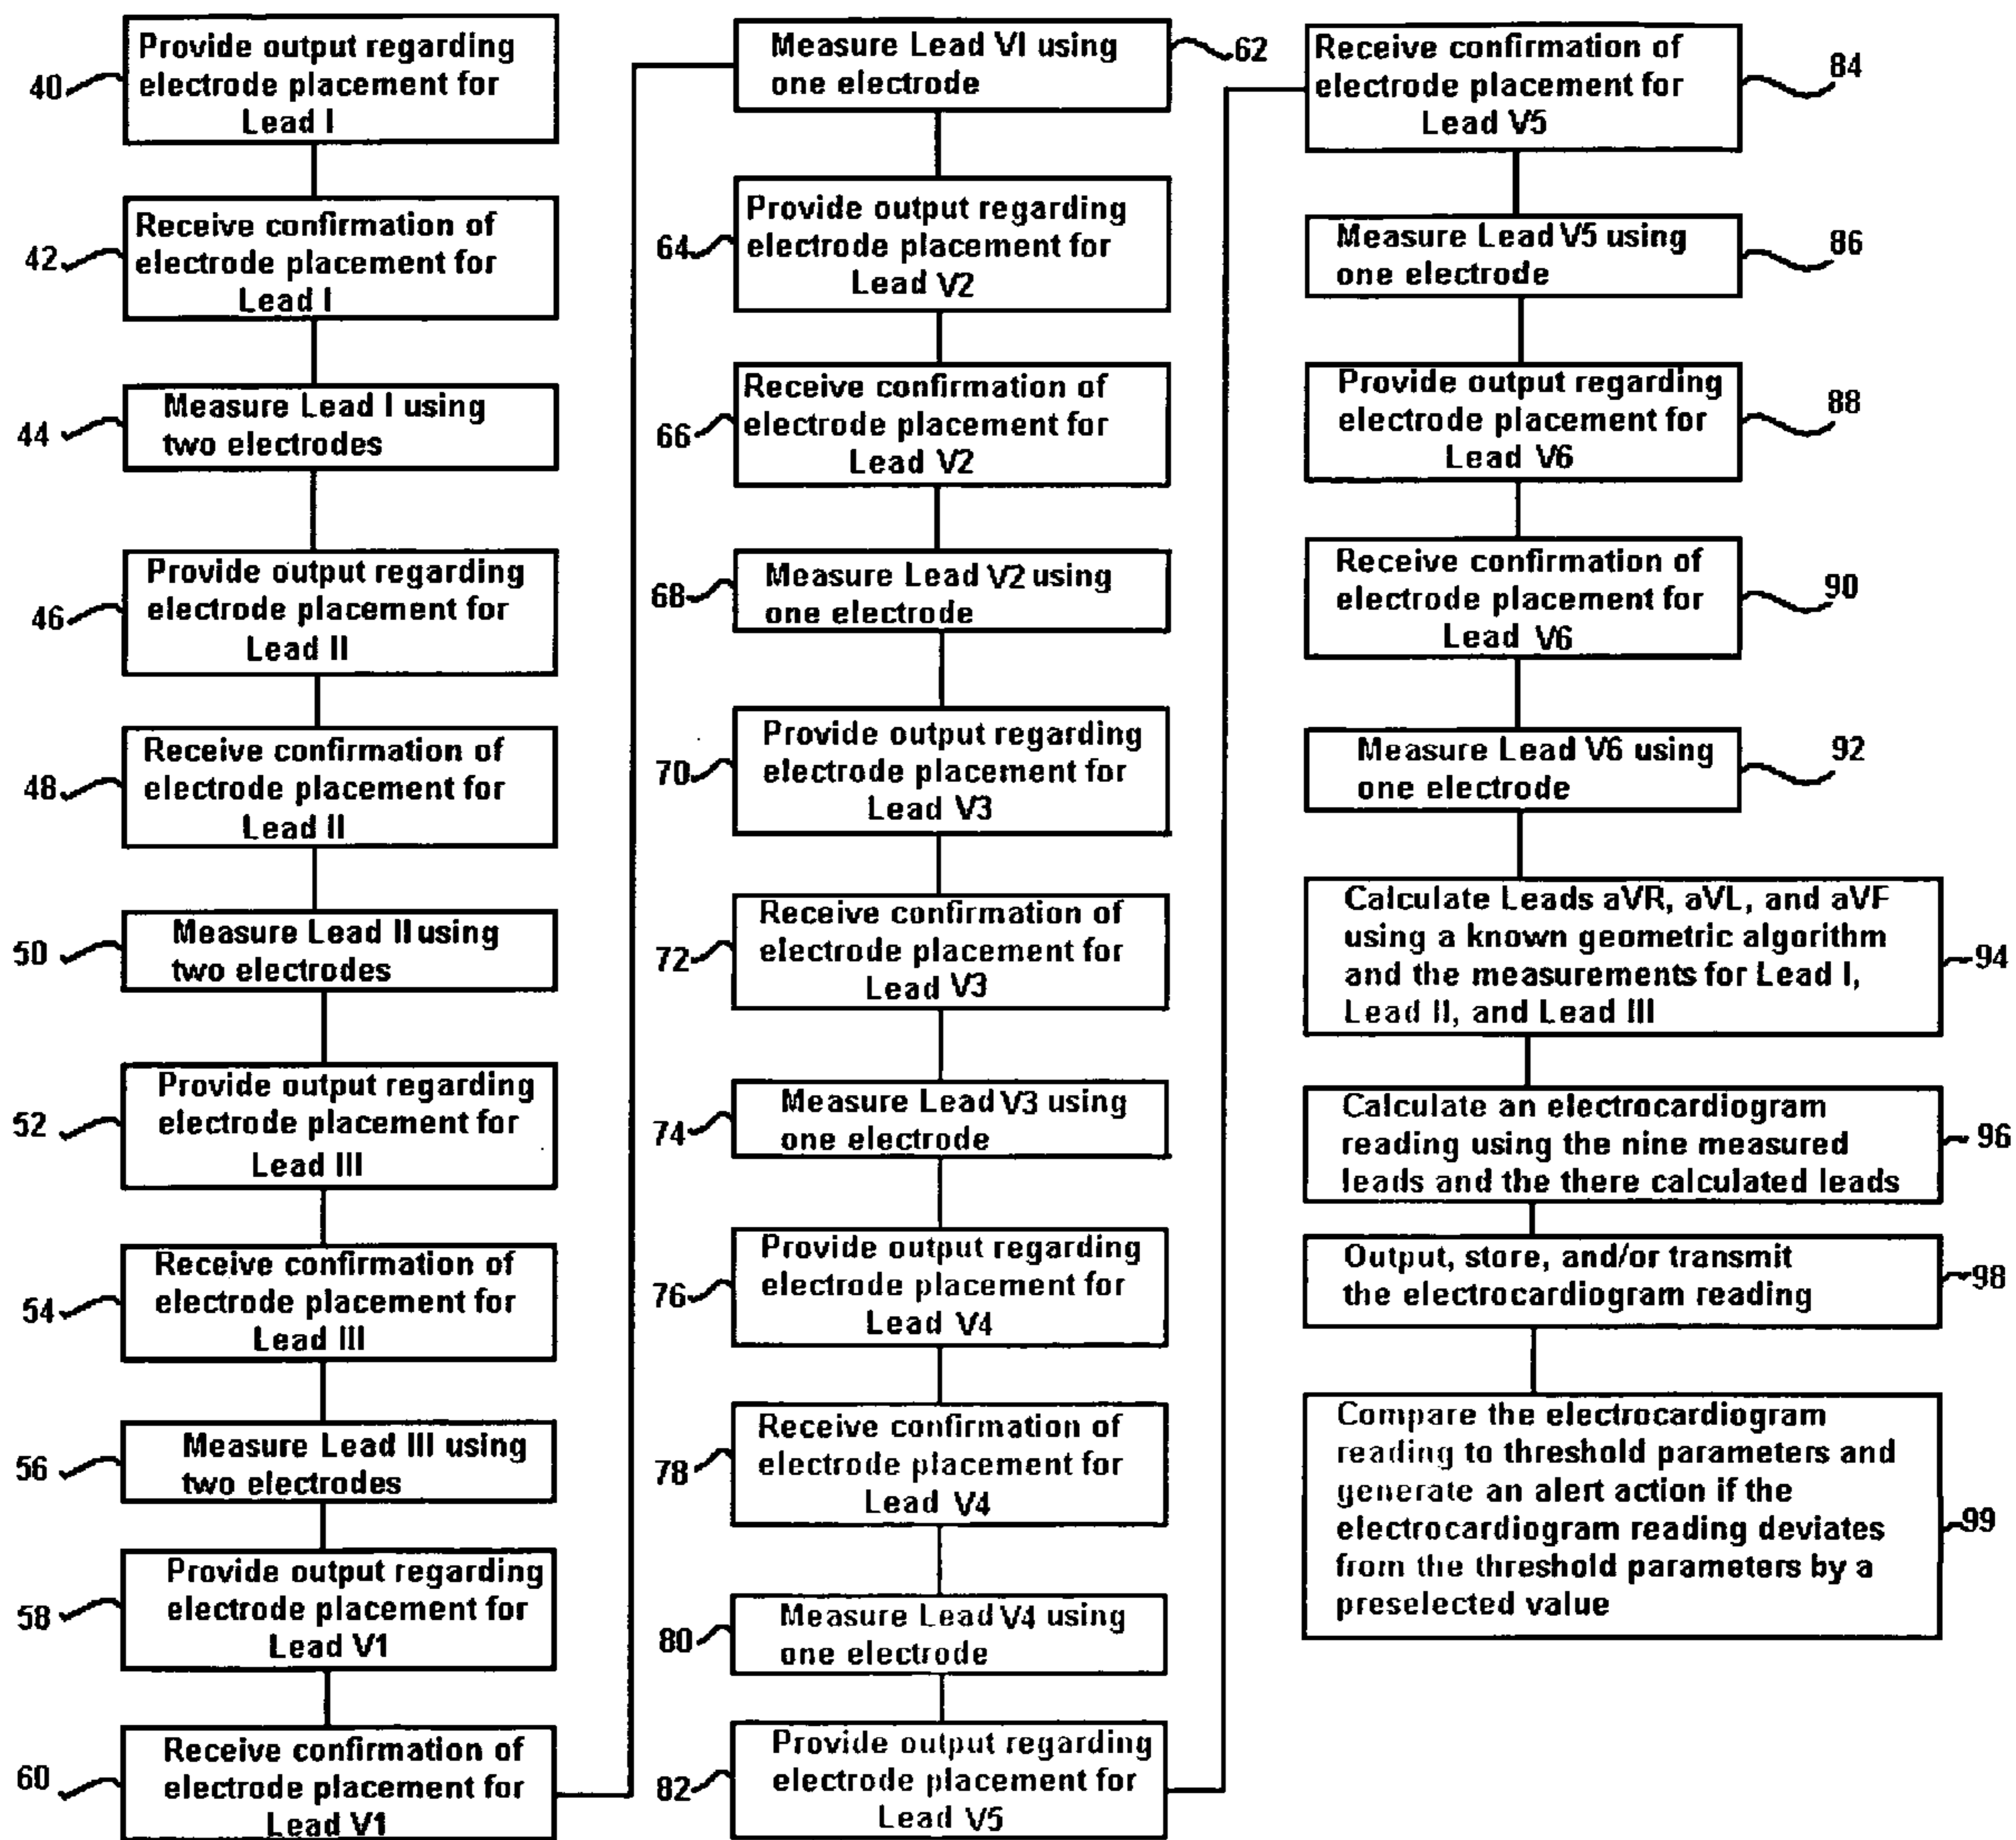 40
Provide output regarding
electrode placement for
Lead I
42
Receive confirmation of
electrode placement for
Lead I
44
Measure Lead I using
two electrodes
46
Provide output regarding
electrode placement for
Lead II
48
Receive confirmation of
electrode placement for
Lead II
50
Measure Lead II using
two electrodes
52
Provide output regarding
electrode placement for
Lead III
54
Receive confirmation of
electrode placement for
Lead III
56
Measure Lead III using
two electrodes
58
Provide output regarding
electrode placement for
Lead V1
60
Receive confirmation of
electrode placement for
Lead V1
Measure Lead VI using
one electrode
62
64
Provide output regarding
electrode placement for
Lead V2
66
Receive confirmation of
electrode placement for
Lead V2
68
Measure Lead V2 using
one electrode
70
Provide output regarding
electrode placement for
Lead V3
72
Receive confirmation of
electrode placement for
Lead V3
74
Measure Lead V3 using
one electrode
76
Provide output regarding
electrode placement for
Lead V4
78
Receive confirmation of
electrode placement for
Lead V4
80
Measure Lead V4 using
one electrode
82
Provide output regarding
electrode placement for
Lead V5
Receive confirmation of
electrode placement for
Lead V5
84
Measure Lead V5 using
one electrode
86
Provide output regarding
electrode placement for
Lead V6
88
Receive confirmation of
electrode placement for
Lead V6
90
Measure Lead V6 using
one electrode
92
Calculate Leads aVR, aVL, and aVF
using a known geometric algorithm
and the measurements for Lead I,
Lead II, and Lead III
94
Calculate an electrocardiogram
reading using the nine measured
leads and the there calculated leads
96
Output, store, and/or transmit
the electrocardiogram reading
98
Compare the electrocardiogram
reading to threshold parameters and
generate an alert action if the
electrocardiogram reading deviates
from the threshold parameters by a
preselected value
99